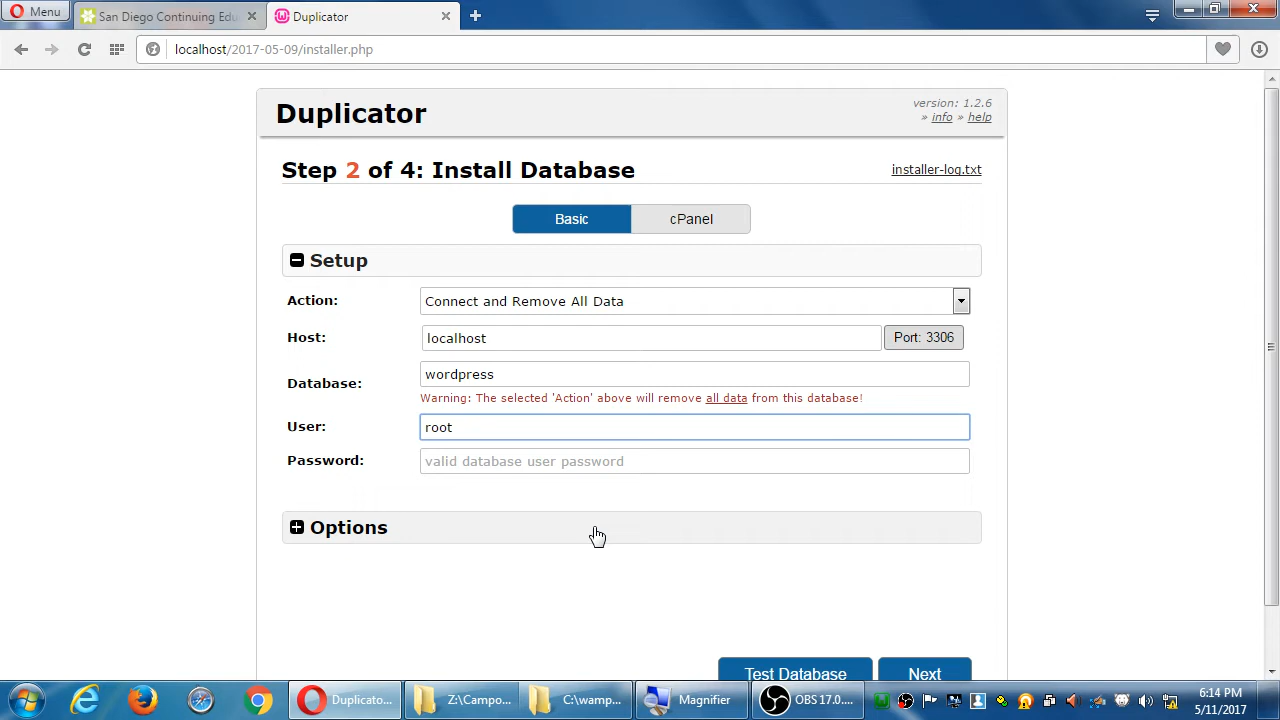 Menu
San Diego Continuing Edu
Duplicator
localhost/2017-05-09/installer.php
Duplicator
version: 1.2.6
» info » help
Step 2 of 4: Install Database
installer-log.txt
Basic
cPanel
Setup
Action:
Connect and Remove All Data
Host:
localhost
Port: 3306
Database:
wordpress
Warning: The selected 'Action' above will remove all data from this database!
User:
root
Password:
valid database user password
Options
Test Database
Next
Duplicato...
Z:\Campo...
C:\wamp...
Magnifier
OBS 17.0....
6:14 PM
5/11/2017